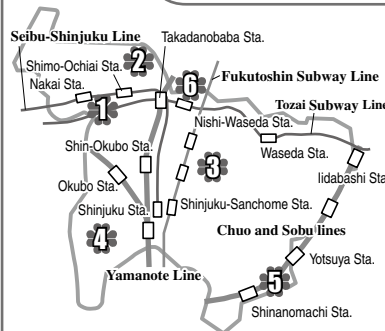 Seibu-Shinjuku Line
Takadanobaba Sta.
Shimo-Ochiai Sta.
2
Nakai Sta.
6
Fukutoshin Subway Line
1
Tozai Subway Line
Nishi-Waseda Sta.
Shin-Okubo Sta.
Waseda Sta.
3
Iidabashi Sta
Okubo Sta.
Shinjuku Sta.
Shinjuku-Sanchome Sta.
4
Chuo and Sobu lines
Yotsuya Sta.
Yamanote Line
5
Shinanomachi Sta.